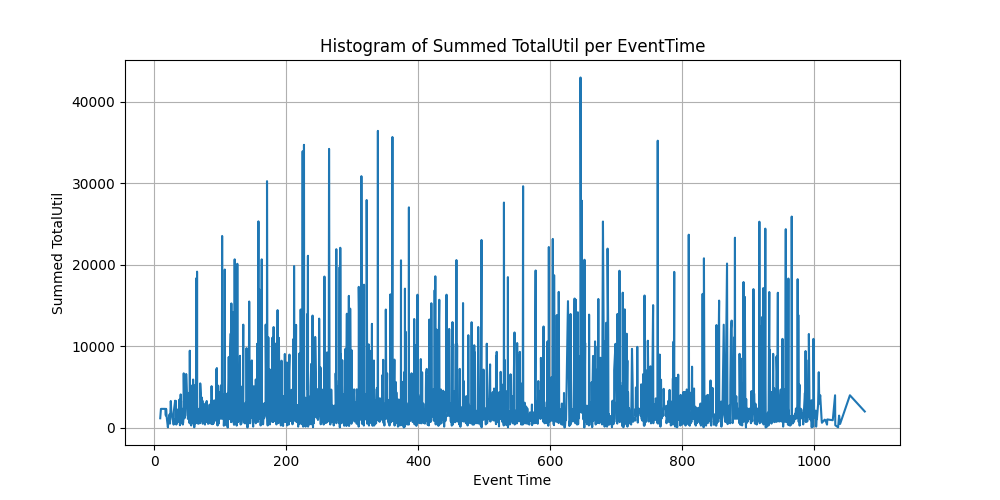 Histogram of Summed TotalUtil per EventTime
Summed TotalUtil
40000
30000
20000
10000
0
0 200 400 600 800 1000
Event Time